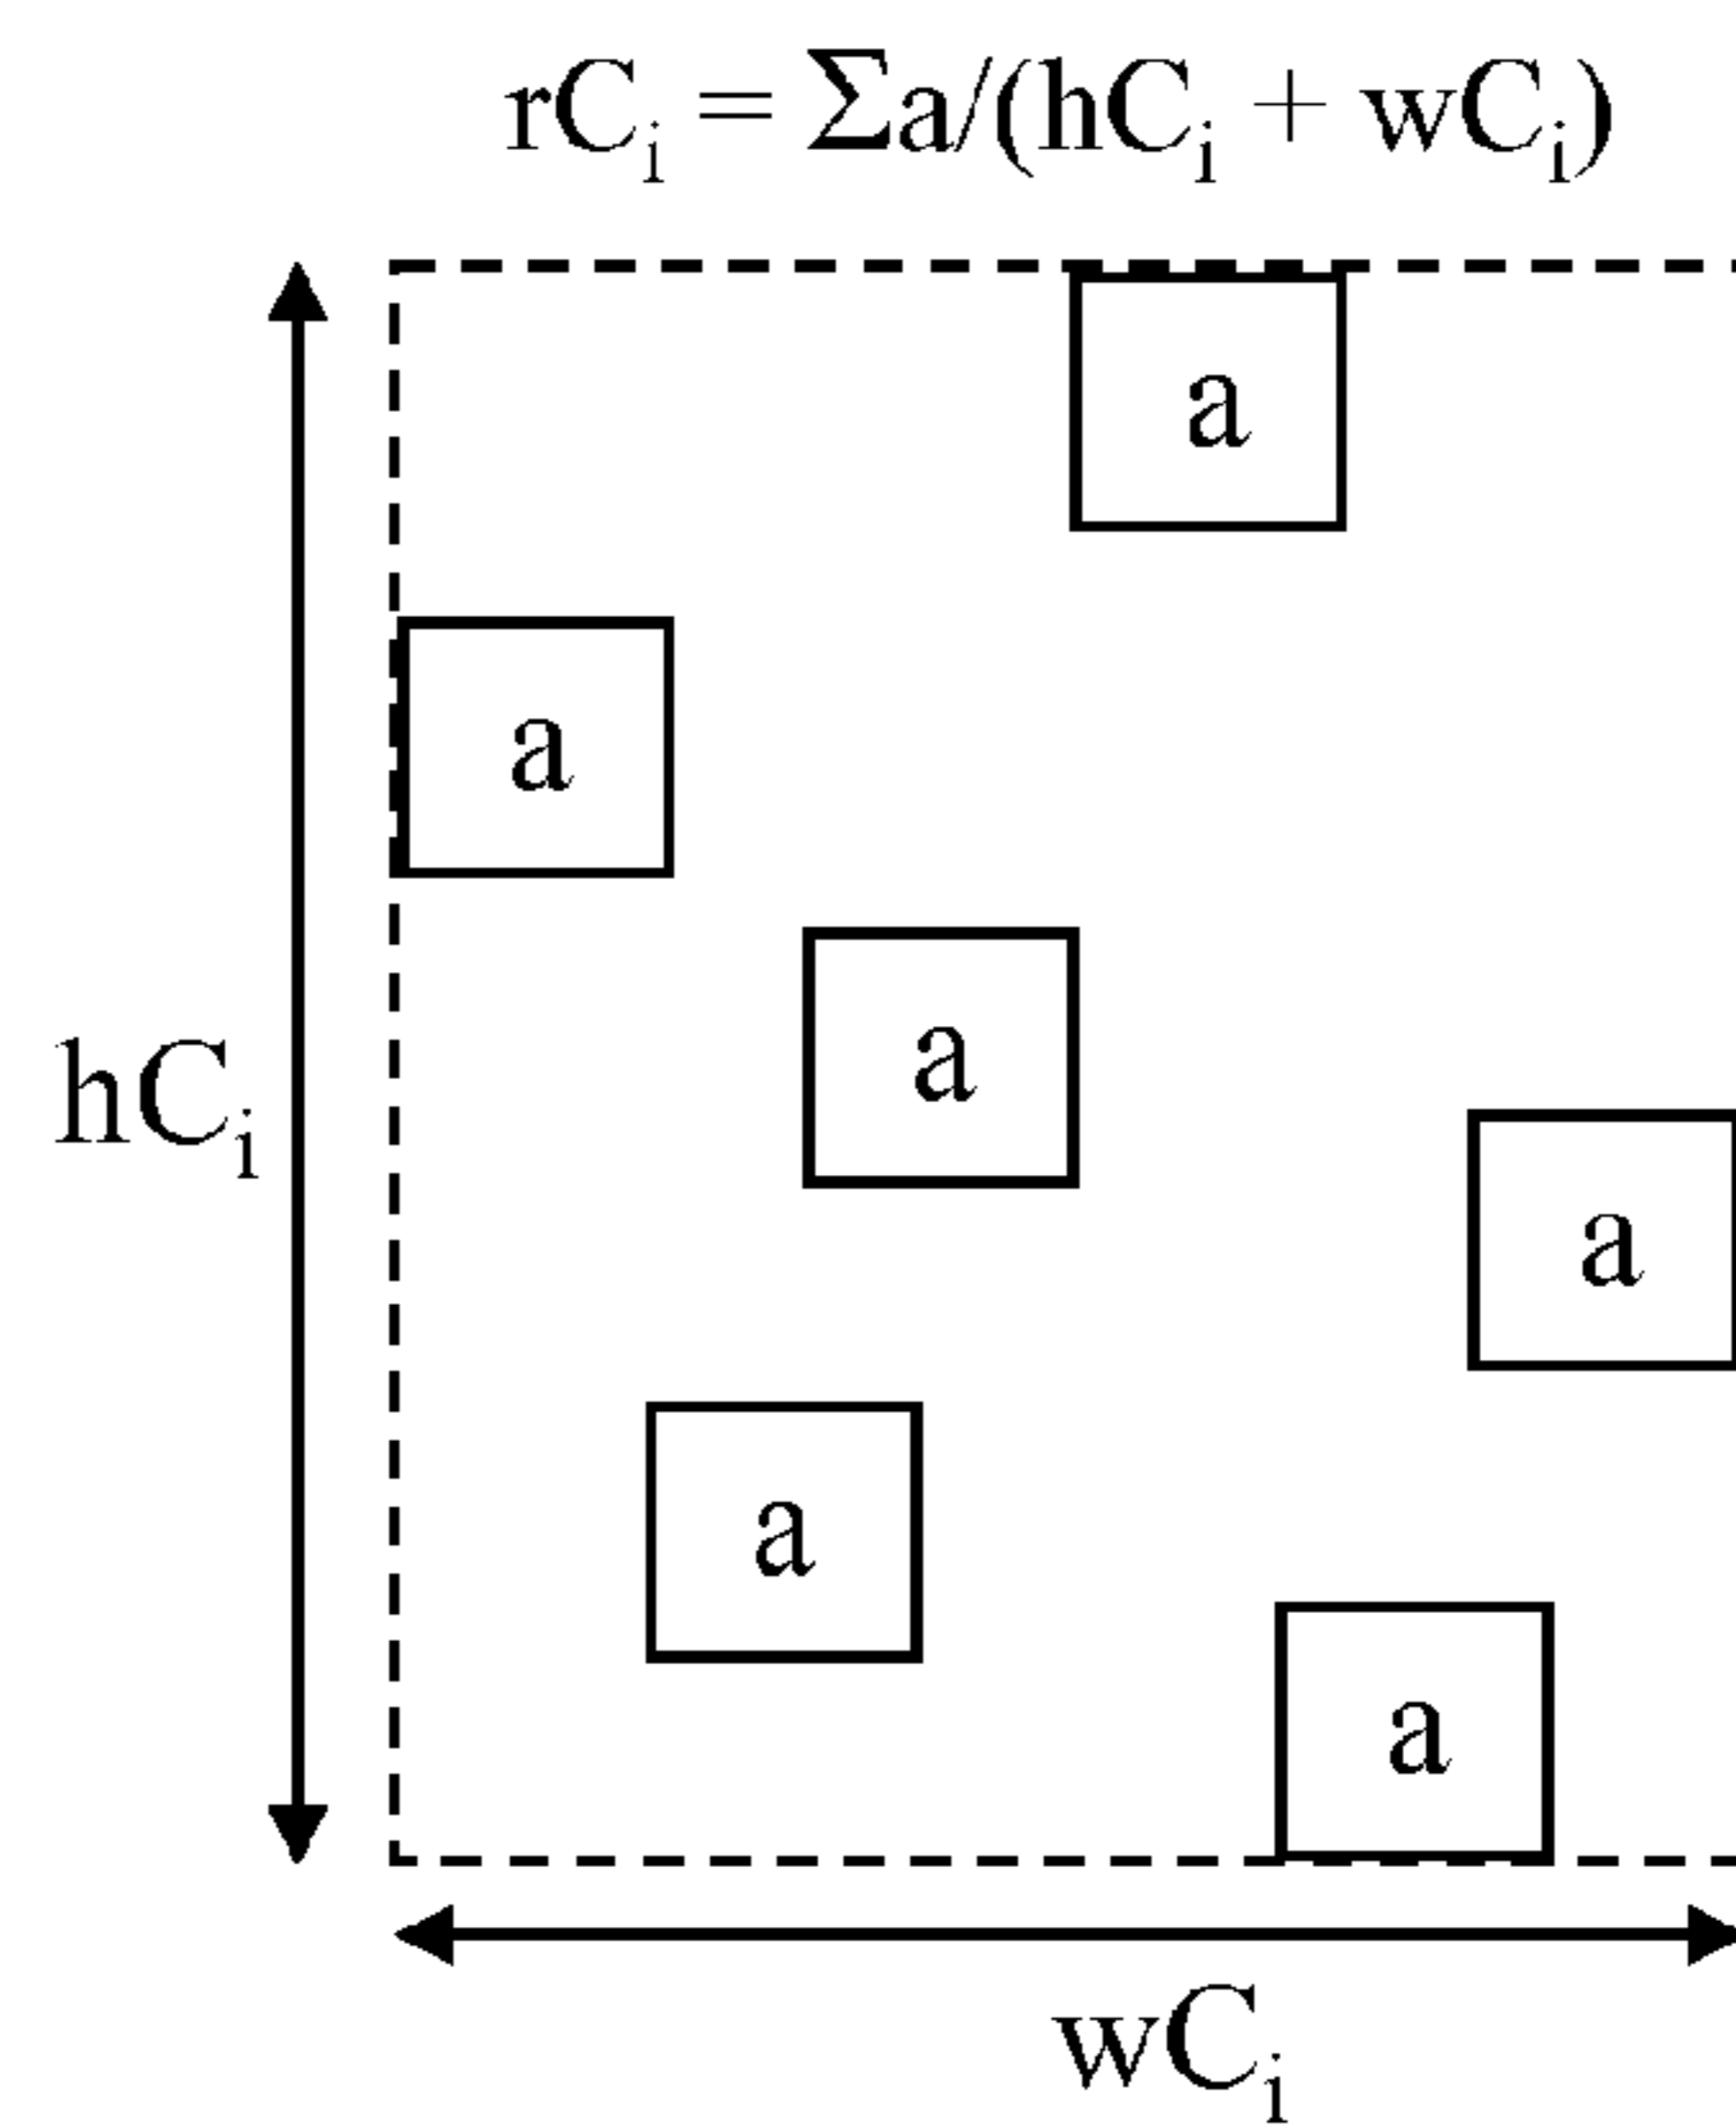 rCᵢ = Σa/(hCᵢ + wCᵢ)
a
a
a
hCᵢ
a
a
a
wCᵢ